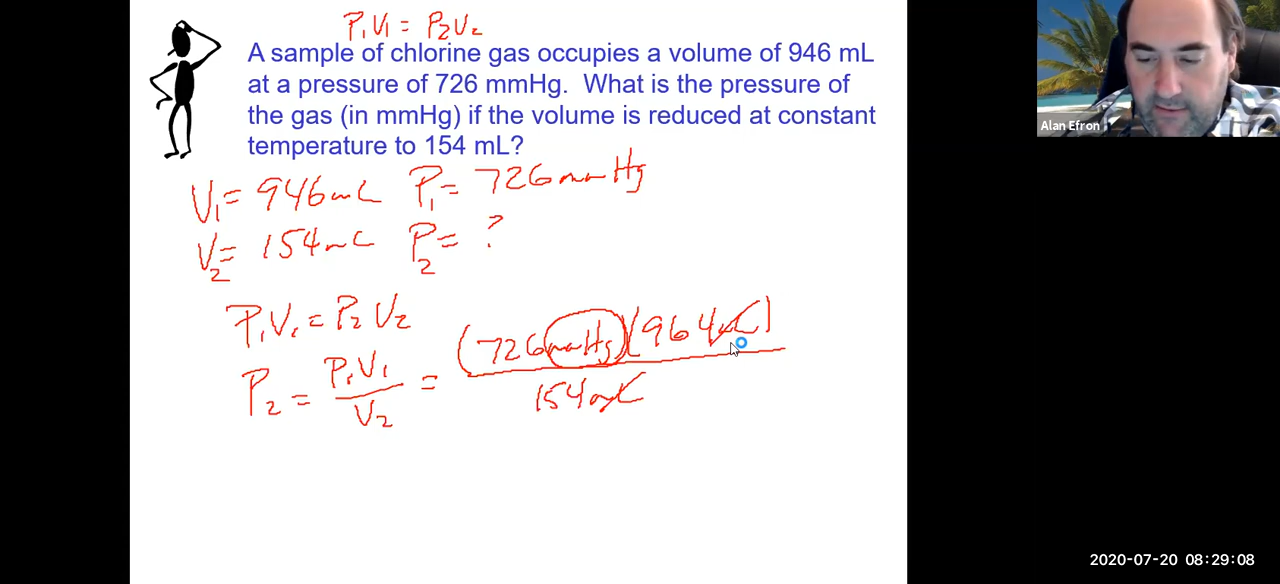 P₁V₁ = P₂V₂
A sample of chlorine gas occupies a volume of 946 mL
at a pressure of 726 mmHg.  What is the pressure of
the gas (in mmHg) if the volume is reduced at constant
temperature to 154 mL?
V₁ = 946 mL P₁ = 726 mmHg
V₂ = 154 mL P₂ = ?
P₁V₁ = P₂V₂
P₂ = P₁V₁ / V₂ = (726 mmHg)(964 mL) / 154 mL
Alan Efron
2020-07-20 08:29:08